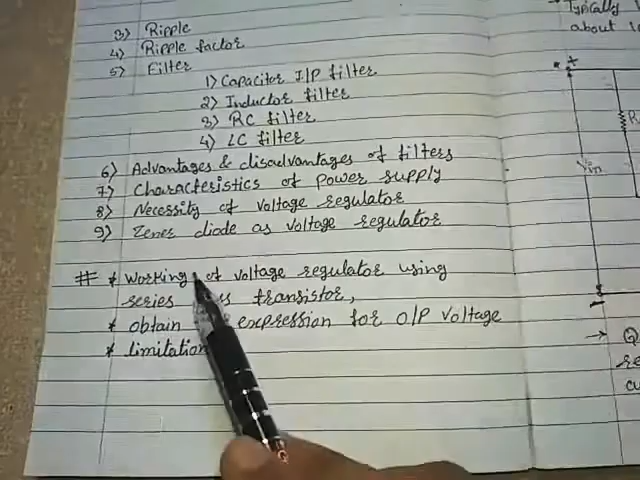 3) Ripple
4) Ripple factor
5) Filter
1) Capacitor I/P filter
2) Inductor filter
3) RC filter
4) LC filter
6) Advantages & disadvantages of filters
7) Characteristics of power supply
8) Necessity of voltage regulator
9) Zener diode as voltage regulator
# * Working of voltage regulator using
series transistor,
* obtain expression for O/P voltage
* limitation
→ Typically
about
+
R
Vin
-
→ Q